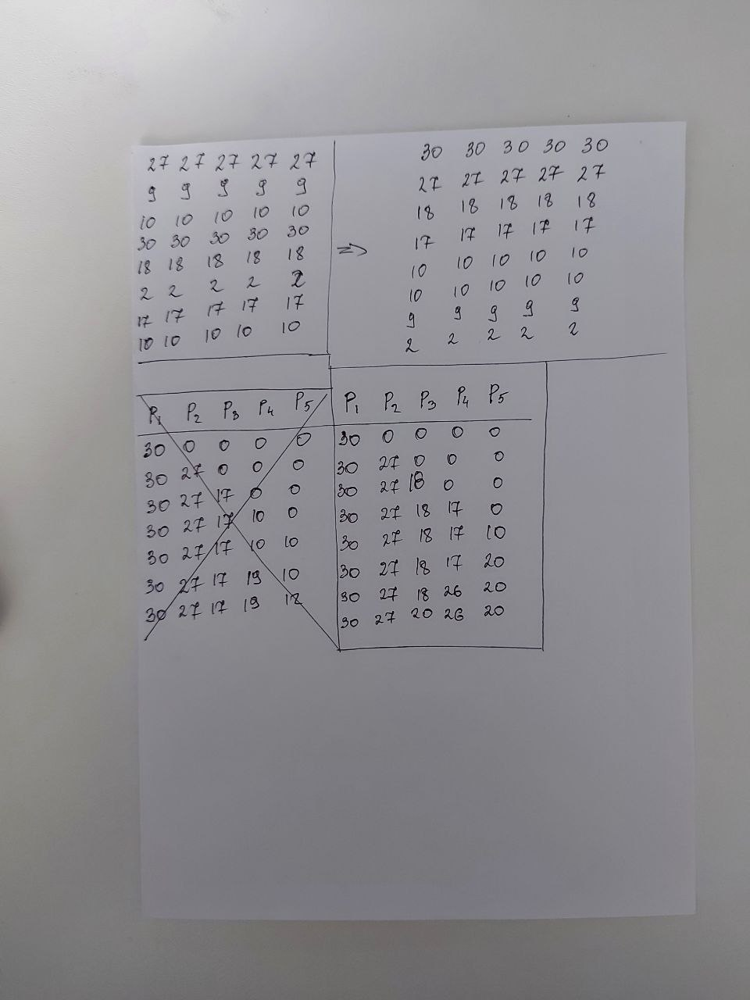 27 27 27 27 27
9 9 9 9 9
10 10 10 10 10
30 30 30 30 30
18 18 18 18 18
2 2 2 2 2
17 17 17 17 17
10 10 10 10 10
⇒
30 30 30 30 30
27 27 27 27 27
18 18 18 18 18
17 17 17 17 17
10 10 10 10 10
10 10 10 10 10
9 9 9 9 9
2 2 2 2 2
P₁ P₂ P₃ P₄ P₅
30 0 0 0 0
30 27 0 0 0
30 27 17 0 0
30 27 17 10 0
30 27 17 10 10
30 27 17 19 10
30 27 17 19 12
P₁ P₂ P₃ P₄ P₅
30 0 0 0 0
30 27 0 0 0
30 27 18 0 0
30 27 18 17 0
30 27 18 17 10
30 27 18 17 20
30 27 18 26 20
30 27 20 26 20